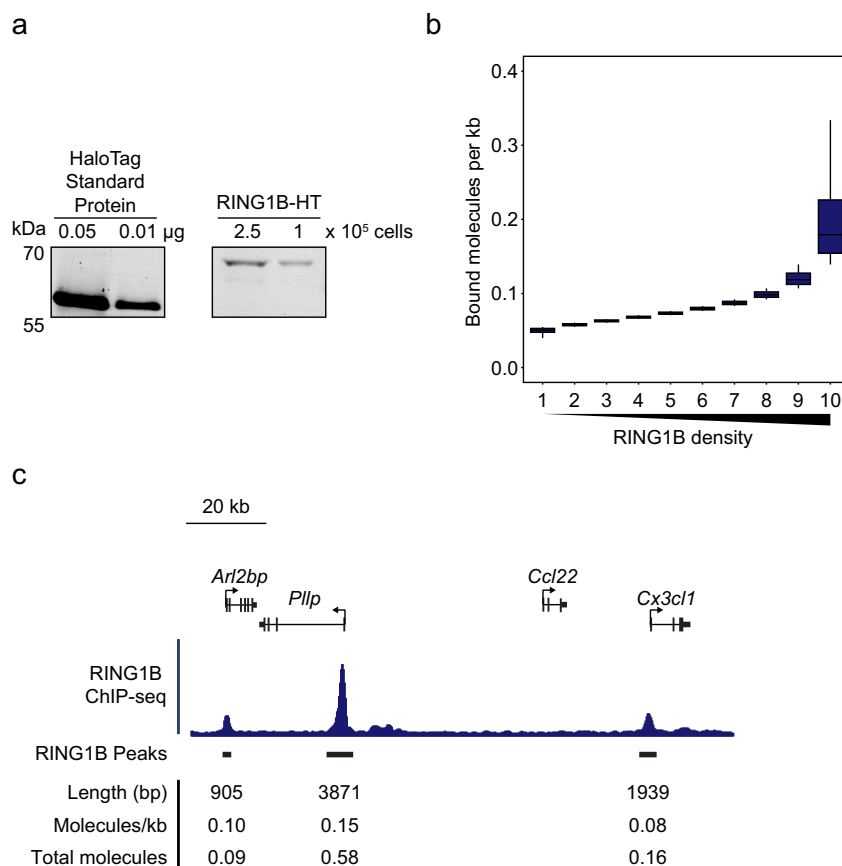 a
HaloTag
Standard
Protein
RING1B-HT
kDa
0.05 0.01 µg
2.5 1 x 10⁵ cells
70
55
b
Bound molecules per kb
0.4
0.3
0.2
0.1
0.0
1 2 3 4 5 6 7 8 9 10
RING1B density
c
20 kb
Arl2bp
Pllp
Ccl22
Cx3cl1
RING1B
ChIP-seq
RING1B Peaks
Length (bp) 905 3871 1939
Molecules/kb 0.10 0.15 0.08
Total molecules 0.09 0.58 0.16